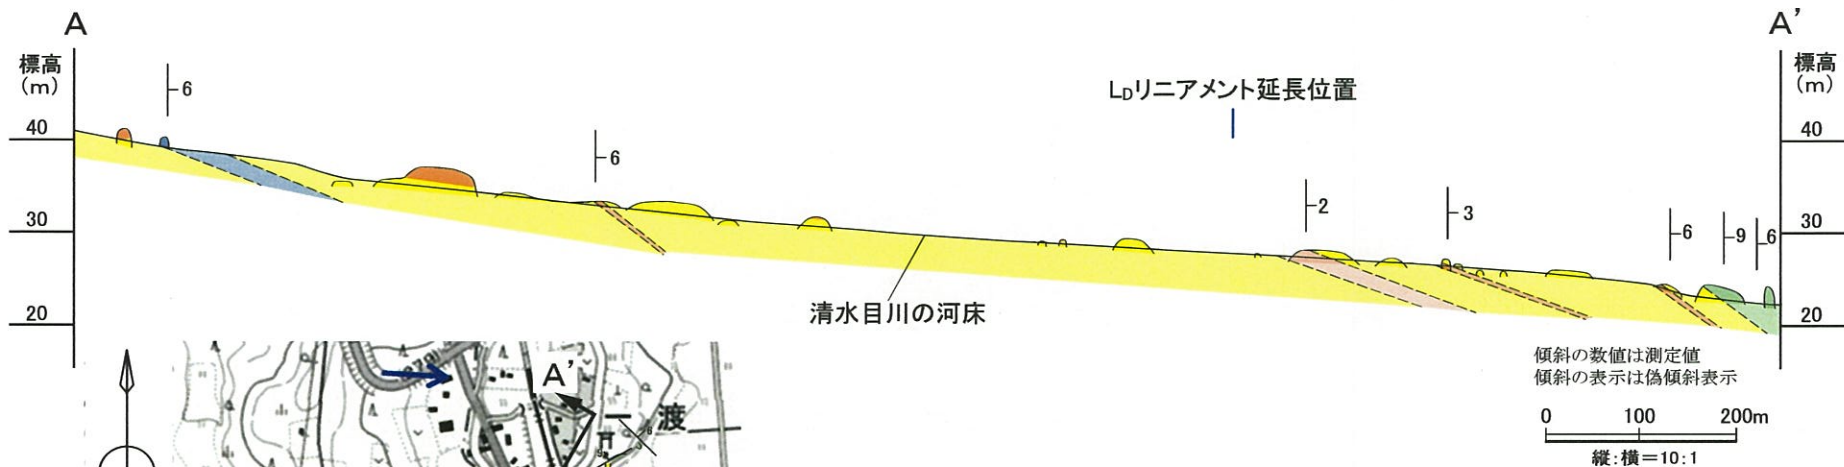 A
A’
標高
(m)
40
30
20
6
6
LDリニアメント延長位置
2
3
6
9
6
標高
(m)
40
30
20
清水目川の河床
傾斜の数値は測定値
傾斜の表示は偽傾斜表示
0 100 200m
縦:横=10:1
A’
一渡